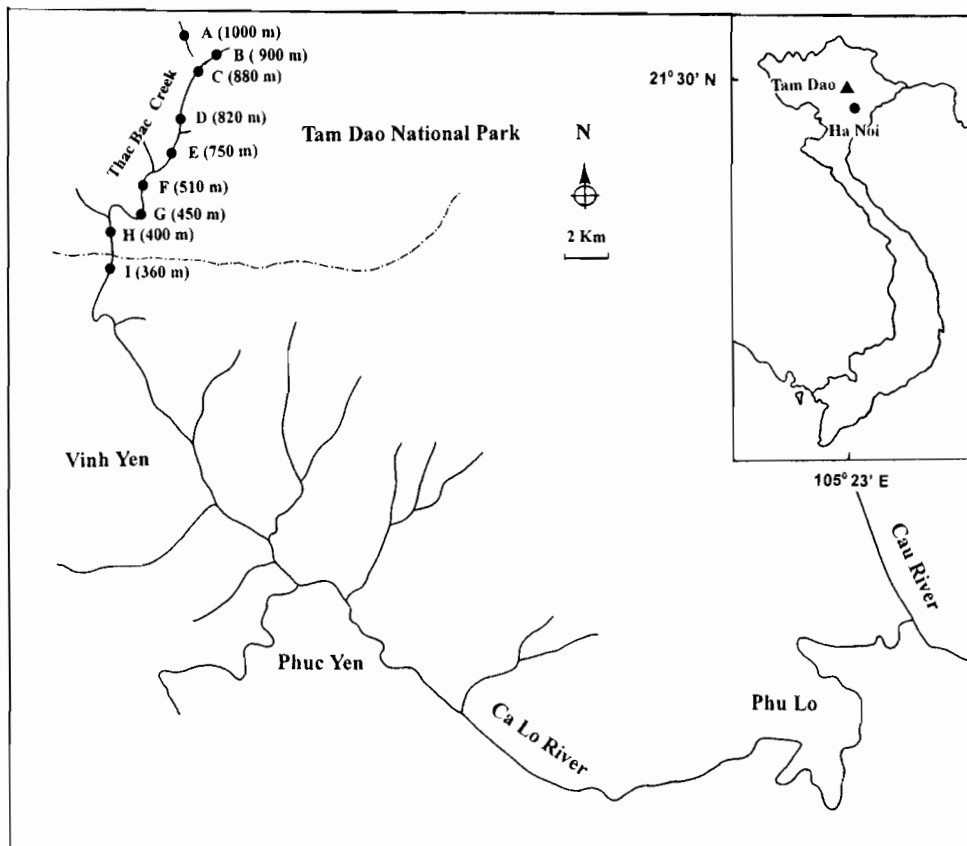 A (1000 m)
B ( 900 m)
C (880 m)
D (820 m)
E (750 m)
F (510 m)
G (450 m)
H (400 m)
I (360 m)
Thac Bac Creek
Tam Dao National Park
N
2 Km
21° 30' N
Tam Dao
Ha Nôi
105° 23' E
Vinh Yen
Phuc Yen
Ca Lo River
Phu Lo
Cau River